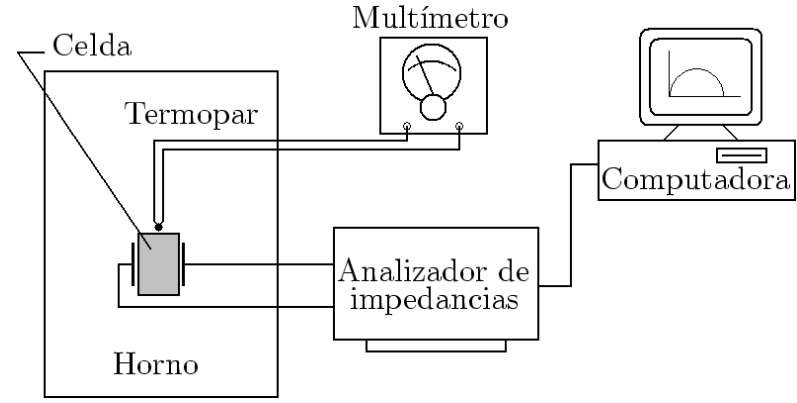 Multímetro
Celda
Termopar
Computadora
Analizador de
impedancias
Horno